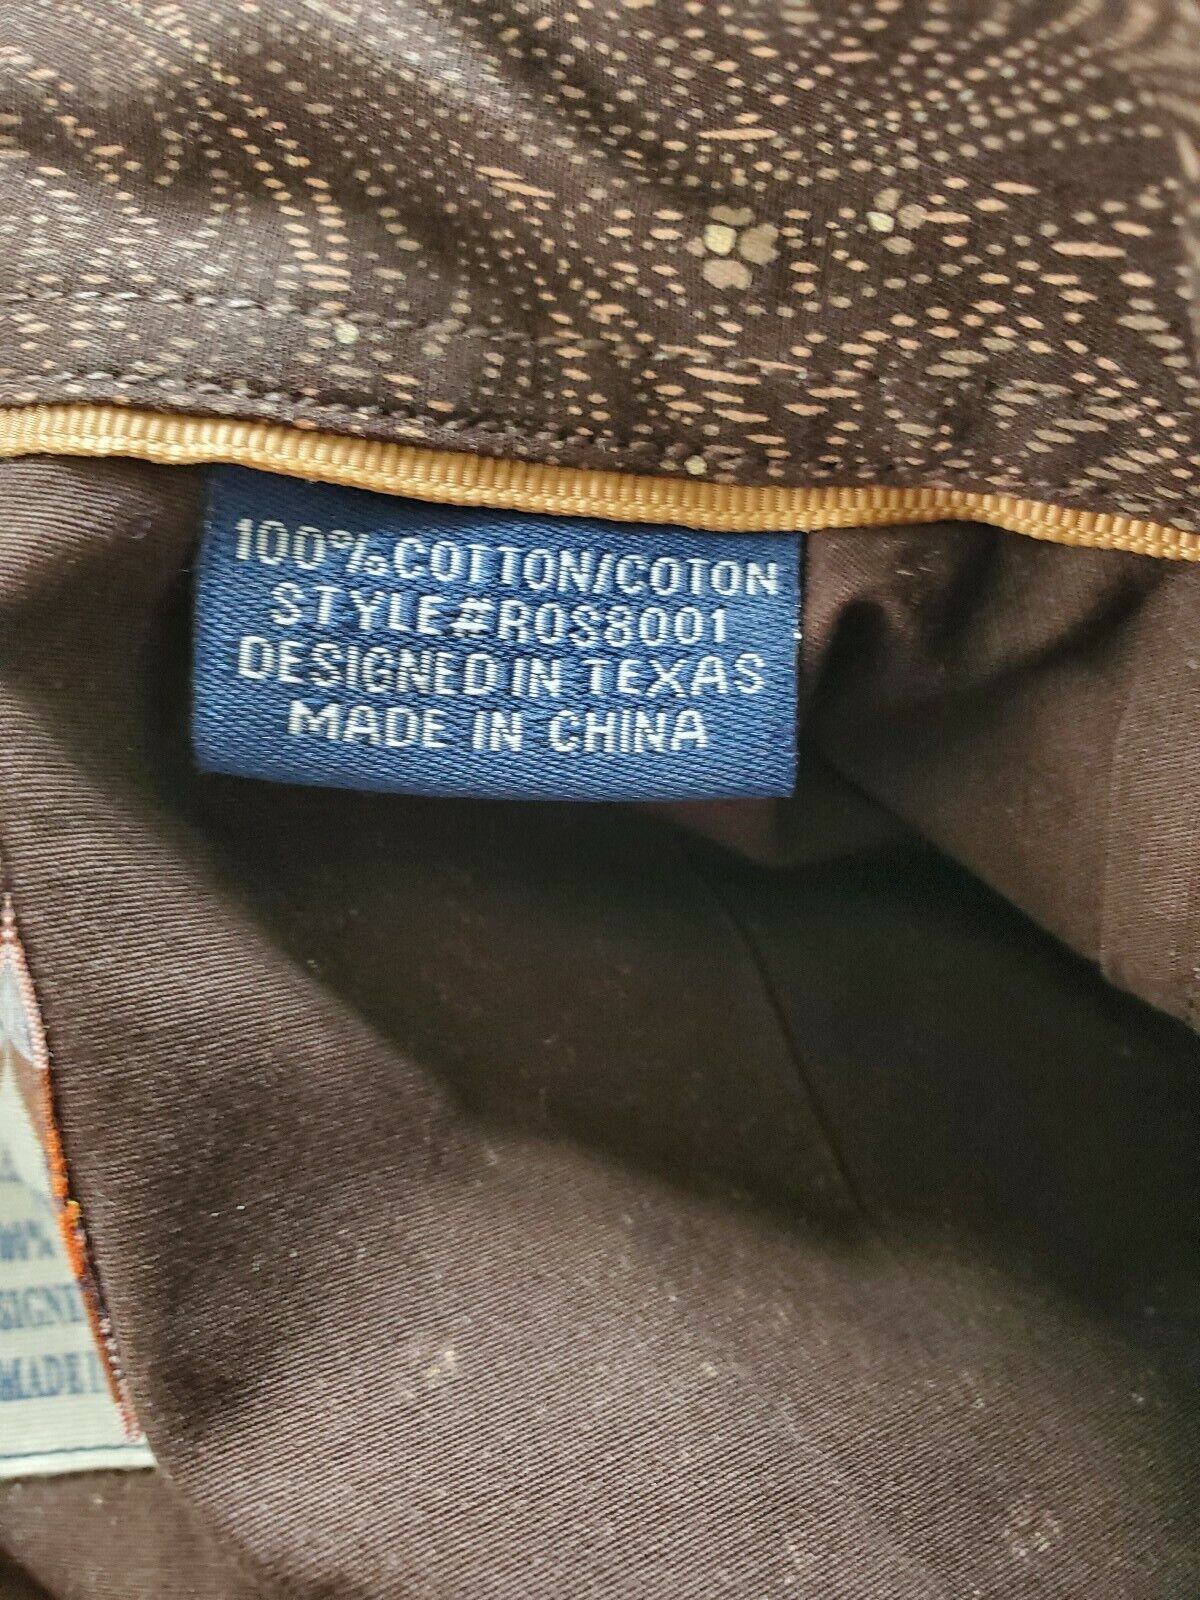 100% COTTON/COTON
STYLE#ROS8001
DESIGNED IN TEXAS
MADE IN CHINA